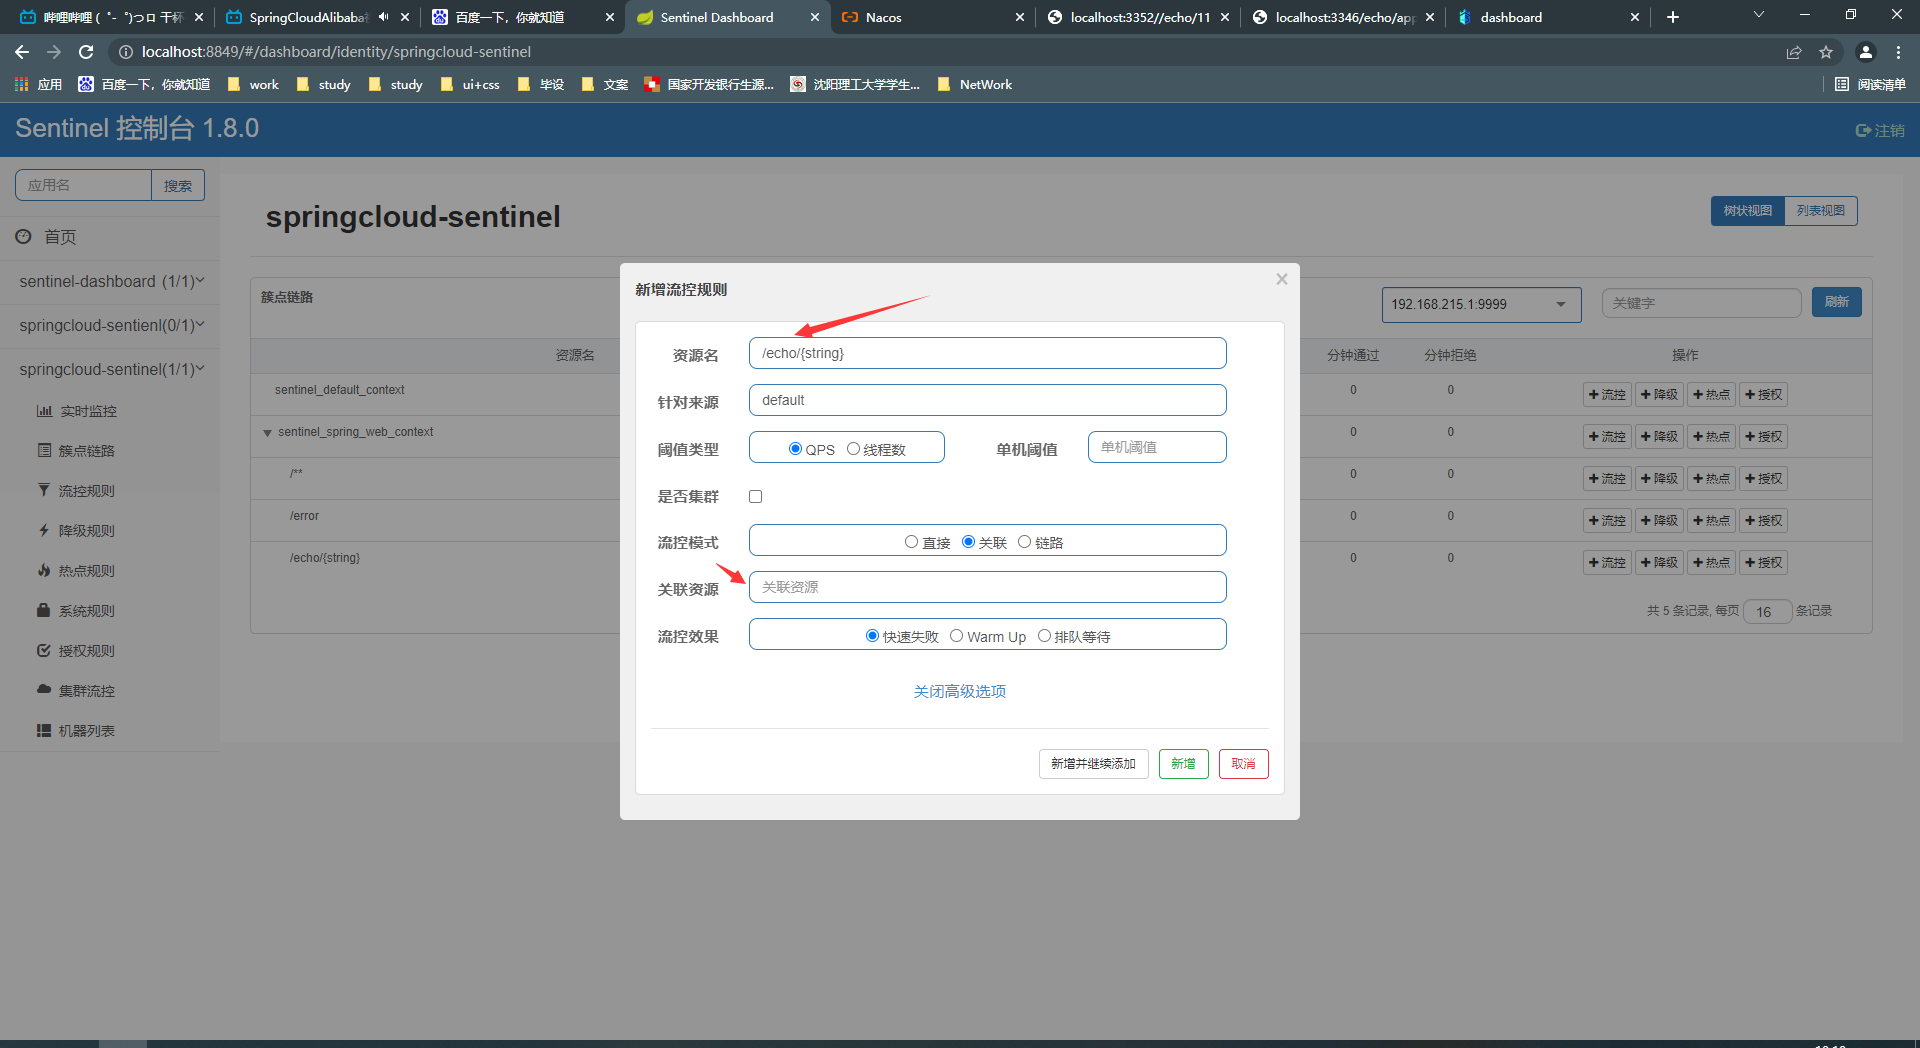 哔哩哔哩 (゜-゜)つロ 干杯
SpringCloudAlibaba
百度一下，你就知道
Sentinel Dashboard
Nacos
localhost:3352//echo/11
localhost:3346/echo/app
dashboard
localhost:8849/#/dashboard/identity/springcloud-sentinel
应用
百度一下，你就知道
work
study
study
ui+css
毕设
文案
国家开发银行生源...
沈阳理工大学学生...
NetWork
阅读清单
Sentinel 控制台 1.8.0
注销
应用名
搜索
首页
sentinel-dashboard (1/1)
springcloud-sentienl(0/1)
springcloud-sentinel(1/1)
实时监控
簇点链路
流控规则
降级规则
热点规则
系统规则
授权规则
集群流控
机器列表
springcloud-sentinel
树状视图
列表视图
簇点链路
192.168.215.1:9999
关键字
刷新
资源名
分钟通过
分钟拒绝
操作
sentinel_default_context
0
0
流控
降级
热点
授权
sentinel_spring_web_context
0
0
流控
降级
热点
授权
/**
0
0
流控
降级
热点
授权
/error
0
0
流控
降级
热点
授权
/echo/{string}
0
0
流控
降级
热点
授权
共 5 条记录, 每页 16 条记录
新增流控规则
资源名
/echo/{string}
针对来源
default
阈值类型
QPS
线程数
单机阈值
单机阈值
是否集群
流控模式
直接
关联
链路
关联资源
关联资源
流控效果
快速失败
Warm Up
排队等待
关闭高级选项
新增并继续添加
新增
取消